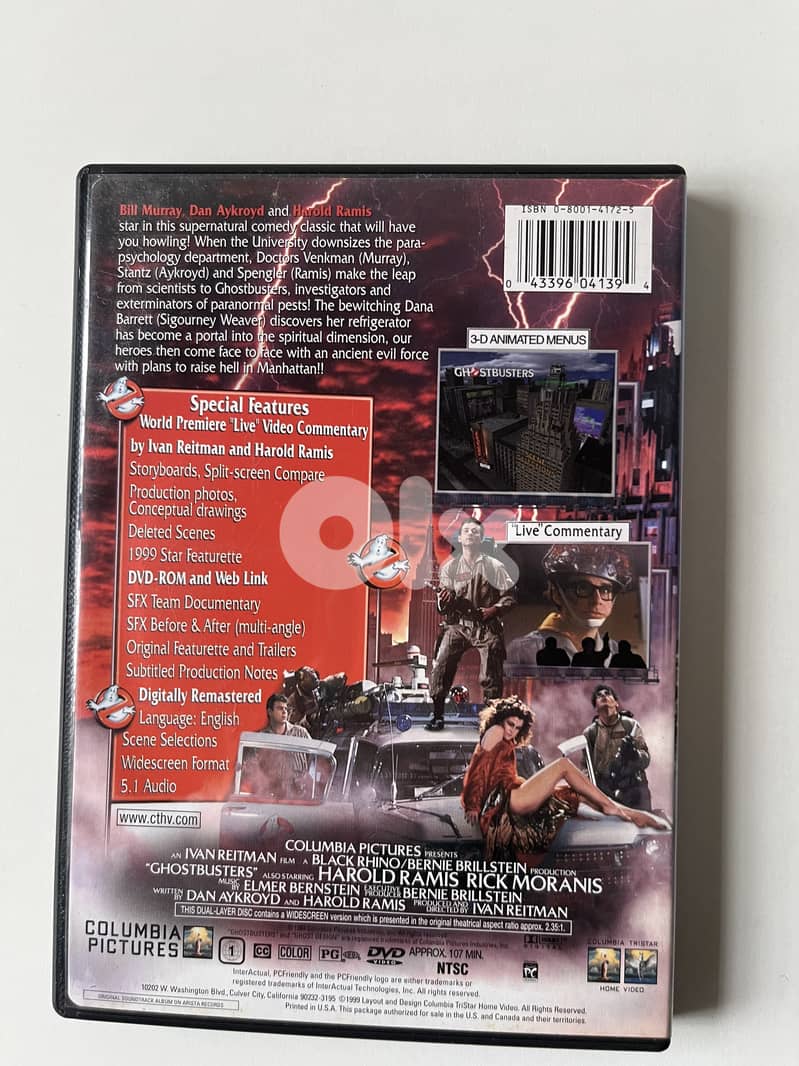 Bill Murray, Dan Aykroyd and Harold Ramis
star in this supernatural comedy classic that will have
you howling! When the University downsizes the para-
psychology department, Doctors Venkman (Murray),
Stantz (Aykroyd) and Spengler (Ramis) make the leap
from scientists to Ghostbusters, investigators and
exterminators of paranormal pests! The bewitching Dana
Barrett (Sigourney Weaver) discovers her refrigerator
has become a portal into the spiritual dimension, our
heroes then come face to face with an ancient evil force
with plans to raise hell in Manhattan!!
ISBN 0-8001-4172-5
0 43396 04139 4
3-D ANIMATED MENUS
GHOSTBUSTERS
Special Features
World Premiere "Live" Video Commentary
by Ivan Reitman and Harold Ramis
Storyboards, Split-screen Compare
Production photos,
Conceptual drawings
Deleted Scenes
1999 Star Featurette
DVD-ROM and Web Link
SFX Team Documentary
SFX Before & After (multi-angle)
Original Featurette and Trailers
Subtitled Production Notes
Digitally Remastered
Language: English
Scene Selections
Widescreen Format
5.1 Audio
olx
"Live" Commentary
www.cthv.com
COLUMBIA PICTURES PRESENTS
AN IVAN REITMAN FILM A BLACK RHINO/BERNIE BRILLSTEIN PRODUCTION
"GHOSTBUSTERS" ALSO STARRING HAROLD RAMIS RICK MORANIS
MUSIC BY ELMER BERNSTEIN EXECUTIVE PRODUCER BERNIE BRILLSTEIN
WRITTEN BY DAN AYKROYD AND HAROLD RAMIS PRODUCED AND DIRECTED BY IVAN REITMAN
THIS DUAL-LAYER DISC contains a WIDESCREEN version which is presented in the original theatrical aspect ratio approx. 2.35:1.
COLUMBIA
PICTURES
"GHOSTBUSTERS" and "GHOST DESIGN" are registered trademarks of Columbia Pictures Industries, Inc.
1 CC COLOR PG DVD VIDEO APPROX. 107 MIN.
NTSC
DIGITAL
PC
COLUMBIA TRISTAR
HOME VIDEO
InterActual, PCFriendly and the PCFriendly logo are either trademarks or
registered trademarks of InterActual Technologies, Inc. All rights reserved.
10202 W. Washington Blvd., Culver City, California 90232-3195 ©1999 Layout and Design Columbia TriStar Home Video. All Rights Reserved.
ORIGINAL SOUNDTRACK ALBUM ON ARISTA RECORDS
Printed in U.S.A. This package authorized for sale in the U.S. and Canada and their territories.